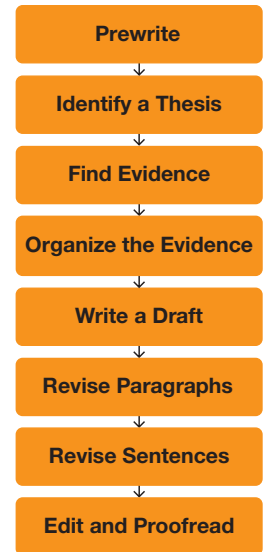 Prewrite
Identify a Thesis
Find Evidence
Organize the Evidence
Write a Draft
Revise Paragraphs
Revise Sentences
Edit and Proofread